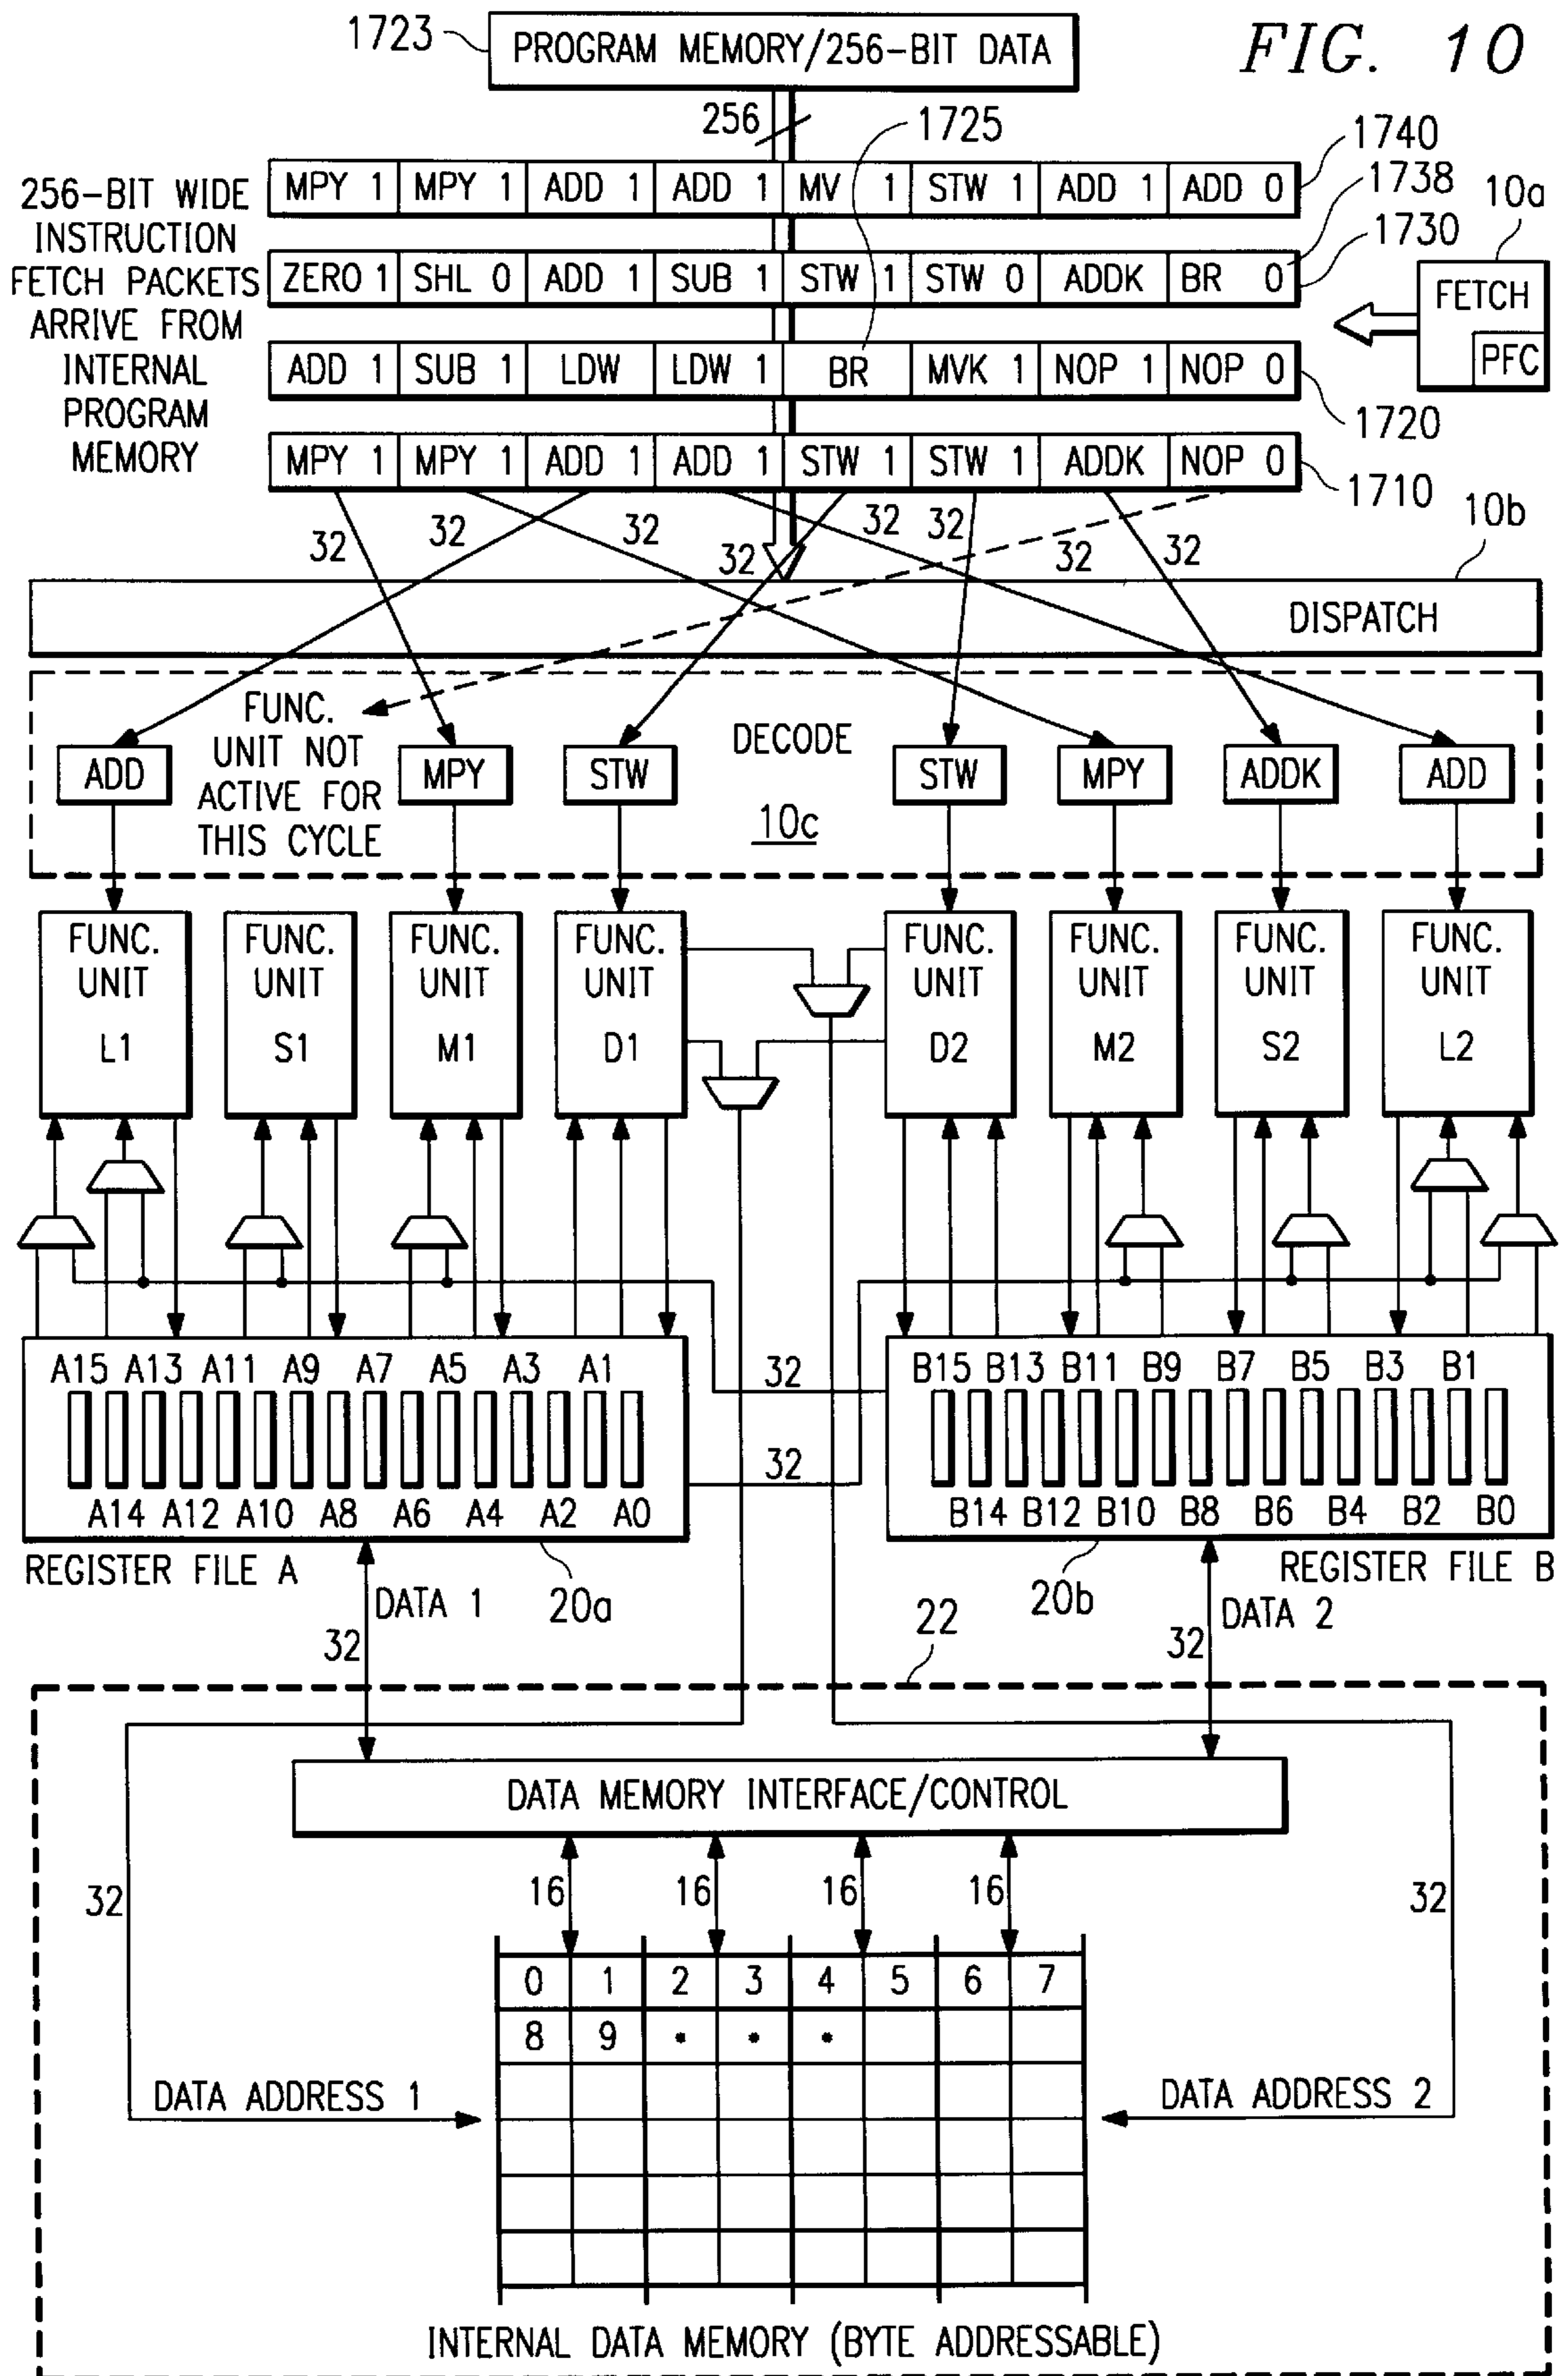 FIG. 10
1723
PROGRAM MEMORY/256-BIT DATA
256
1725
1740
1738
1730
10a
256-BIT WIDE
INSTRUCTION
FETCH PACKETS
ARRIVE FROM
INTERNAL
PROGRAM
MEMORY
MPY 1 MPY 1 ADD 1 ADD 1 MV 1 STW 1 ADD 1 ADD 0
ZERO 1 SHL 0 ADD 1 SUB 1 STW 1 STW 0 ADDK BR 0
ADD 1 SUB 1 LDW LDW 1 BR MVK 1 NOP 1 NOP 0
MPY 1 MPY 1 ADD 1 ADD 1 STW 1 STW 1 ADDK NOP 0
FETCH
PFC
1720
1710
10b
32 32 32 32 32 32 32 32
DISPATCH
FUNC.
UNIT NOT
ACTIVE FOR
THIS CYCLE
DECODE
10c
ADD MPY STW STW MPY ADDK ADD
FUNC.
UNIT
L1
FUNC.
UNIT
S1
FUNC.
UNIT
M1
FUNC.
UNIT
D1
FUNC.
UNIT
D2
FUNC.
UNIT
M2
FUNC.
UNIT
S2
FUNC.
UNIT
L2
A15 A13 A11 A9 A7 A5 A3 A1
A14 A12 A10 A8 A6 A4 A2 A0
32
32
B15 B13 B11 B9 B7 B5 B3 B1
B14 B12 B10 B8 B6 B4 B2 B0
REGISTER FILE A
20a
20b
REGISTER FILE B
DATA 1
32
22
DATA 2
32
DATA MEMORY INTERFACE/CONTROL
16 16 16 16
32
32
0 1 2 3 4 5 6 7
8 9 • • •
DATA ADDRESS 1
DATA ADDRESS 2
INTERNAL DATA MEMORY (BYTE ADDRESSABLE)